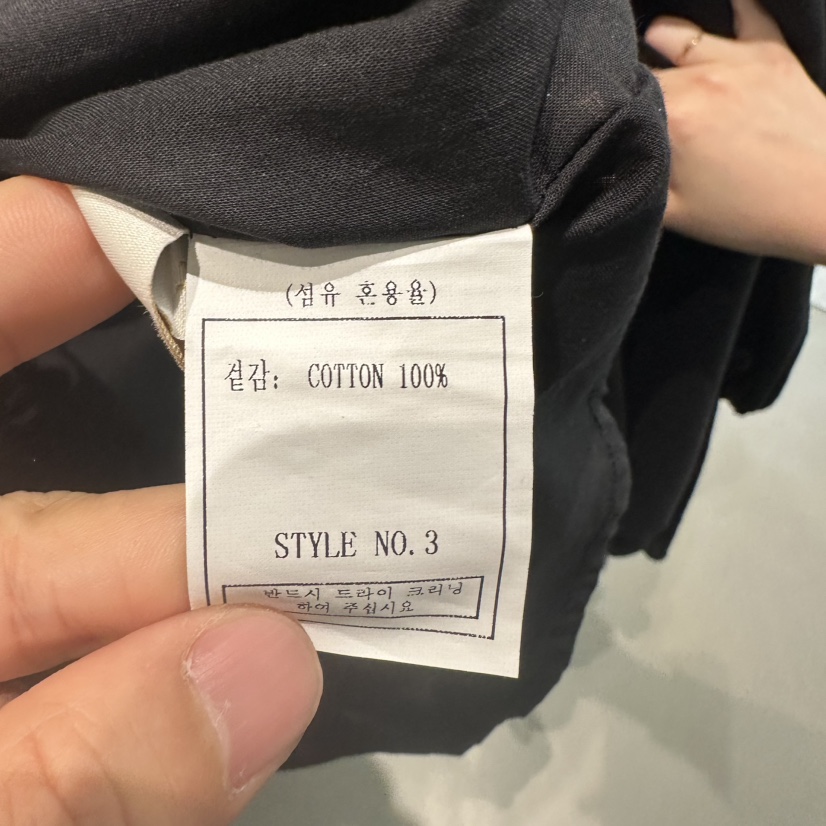 (섬유 혼용율)
겉감: COTTON 100%
STYLE NO. 3
반드시 드라이 크리닝
하여 주십시요